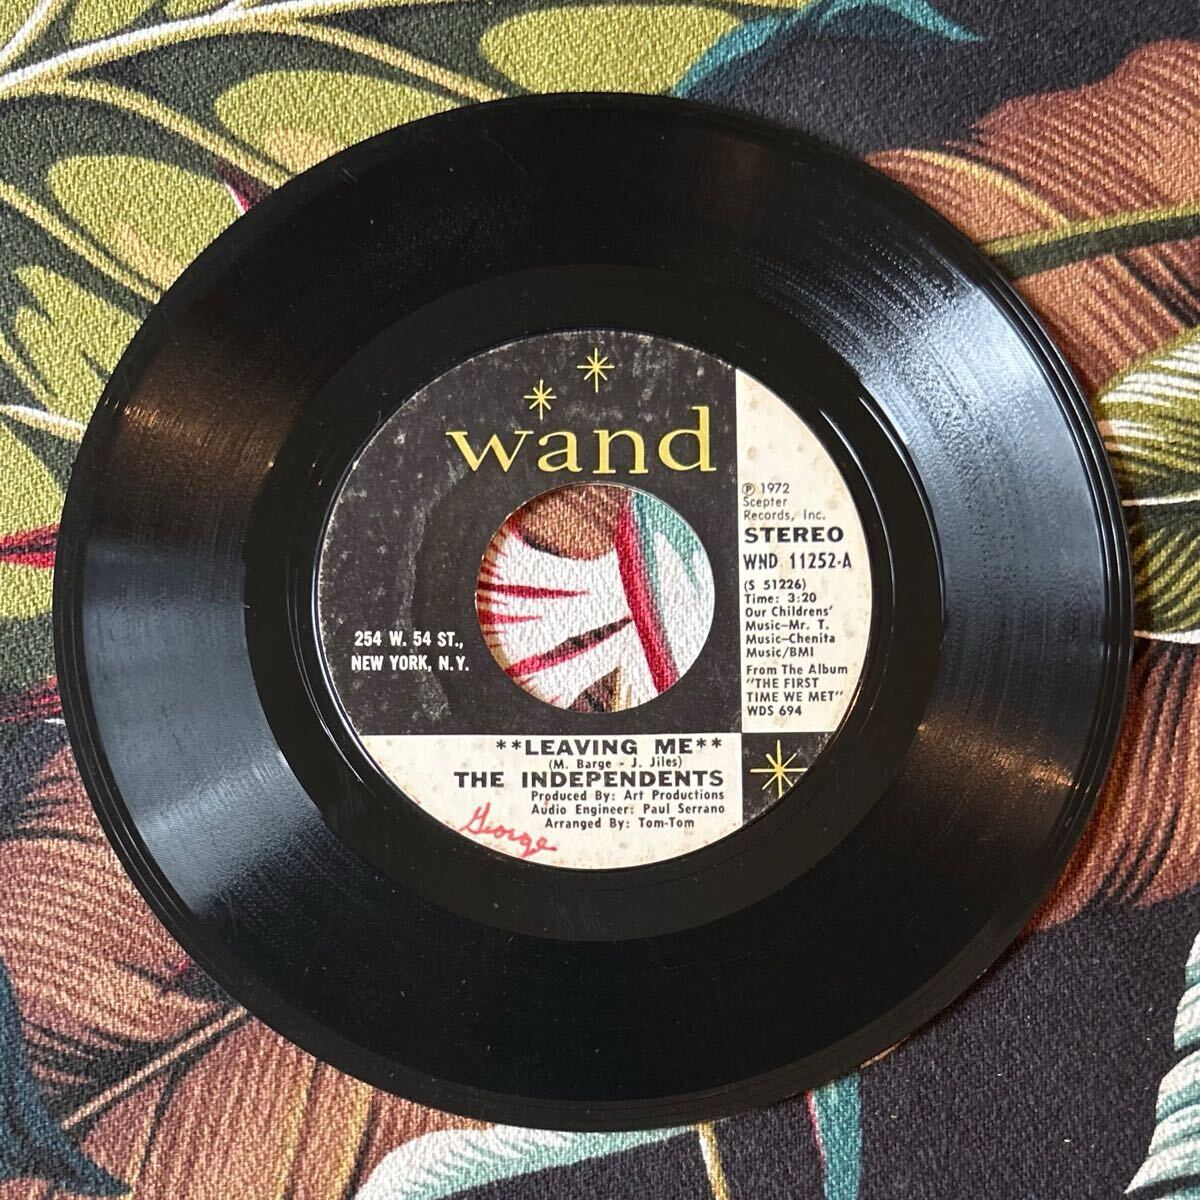 wand
℗ 1972
Scepter
Records, Inc.
STEREO
WND 11252-A
(S 51226)
Time: 3:20
Our Childrens'
Music—Mr. T.
Music—Chenita
Music/BMI
From The Album
"THE FIRST
TIME WE MET"
WDS 694
254 W. 54 ST.,
NEW YORK, N.Y.
**LEAVING ME**
(M. Barge - J. Jiles)
THE INDEPENDENTS
Produced By: Art Productions
Audio Engineer: Paul Serrano
Arranged By: Tom-Tom
George